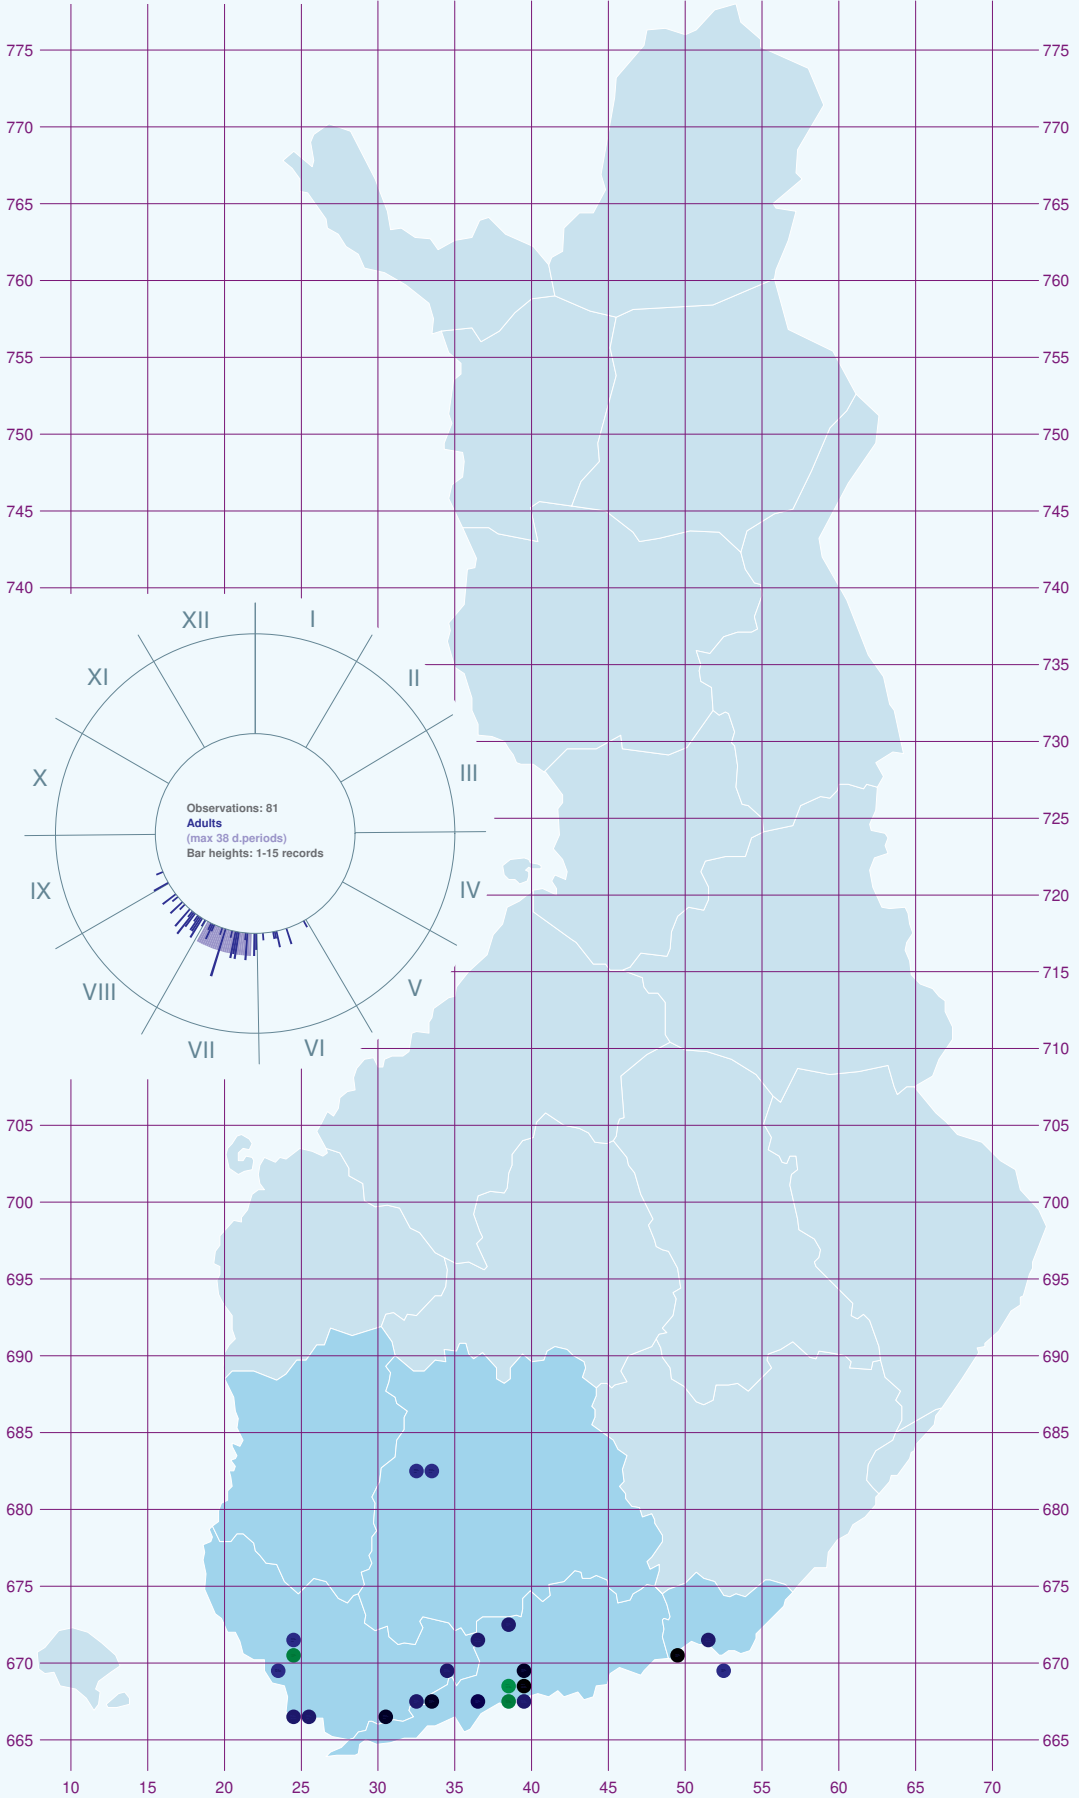 775 775
770 770
765 765
760 760
755 755
750 750
745 745
740 740
XII I
735
XI II
730
X III
Observations: 81
Adults
(max 38 d.periods)
Bar heights: 1-15 records
725
IX IV
720
VIII V
715
VII VI
710
705 705
700 700
695 695
690 690
685 685
680 680
675 675
670 670
665 665
10 15 20 25 30 35 40 45 50 55 60 65 70